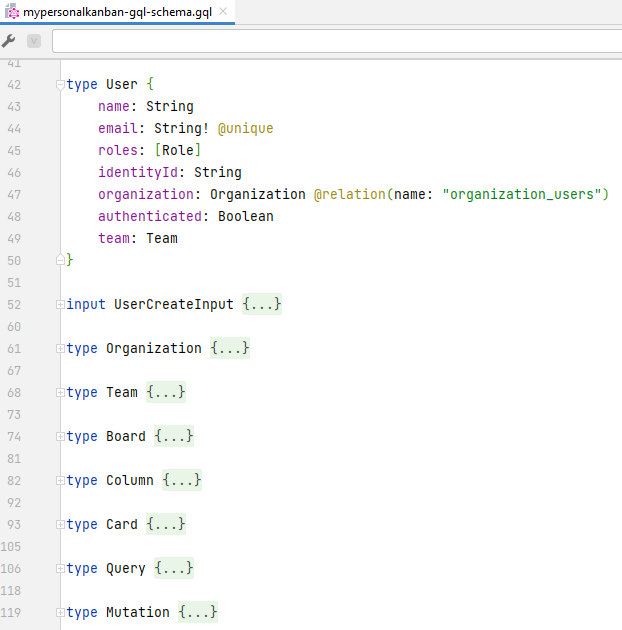 mypersonalkanban-gql-schema.gql
V
41
42 type User {
43 name: String
44 email: String! @unique
45 roles: [Role]
46 identityId: String
47 organization: Organization @relation(name: "organization_users")
48 authenticated: Boolean
49 team: Team
50 }
51
52 input UserCreateInput {...}
60
61 type Organization {...}
67
68 type Team {...}
73
74 type Board {...}
81
82 type Column {...}
92
93 type Card {...}
105
106 type Query {...}
118
119 type Mutation {...}